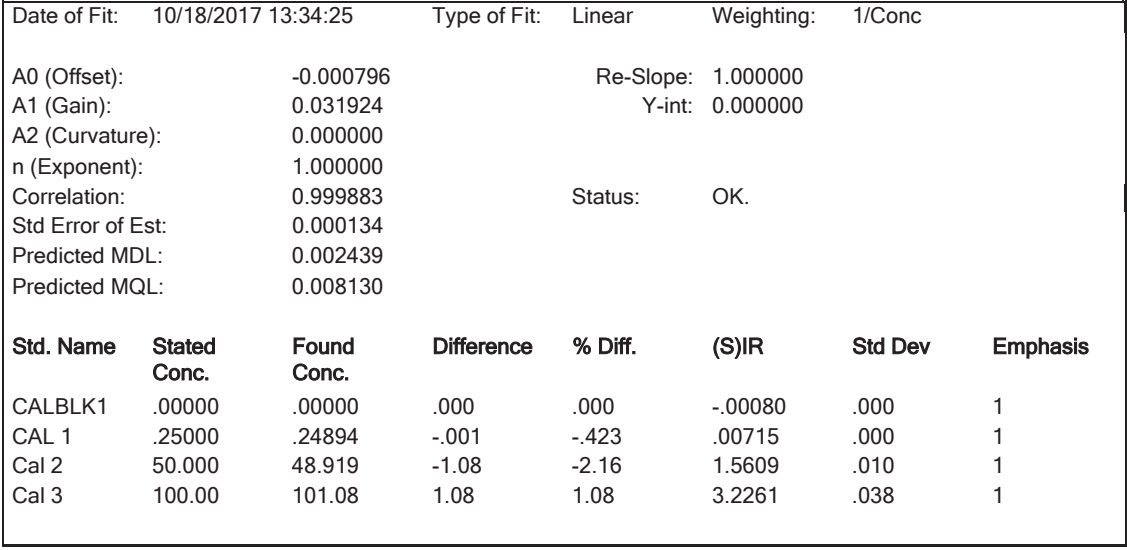 Date of Fit: 10/18/2017 13:34:25 Type of Fit: Linear Weighting: 1/Conc
A0 (Offset): -0.000796 Re-Slope: 1.000000
A1 (Gain): 0.031924 Y-int: 0.000000
A2 (Curvature): 0.000000
n (Exponent): 1.000000
Correlation: 0.999883 Status: OK.
Std Error of Est: 0.000134
Predicted MDL: 0.002439
Predicted MQL: 0.008130
Std. Name Stated Found Difference % Diff. (S)IR Std Dev Emphasis
Conc. Conc.
CALBLK1 .00000 .00000 .000 .000 -.00080 .000 1
CAL 1 .25000 .24894 -.001 -.423 .00715 .000 1
Cal 2 50.000 48.919 -1.08 -2.16 1.5609 .010 1
Cal 3 100.00 101.08 1.08 1.08 3.2261 .038 1